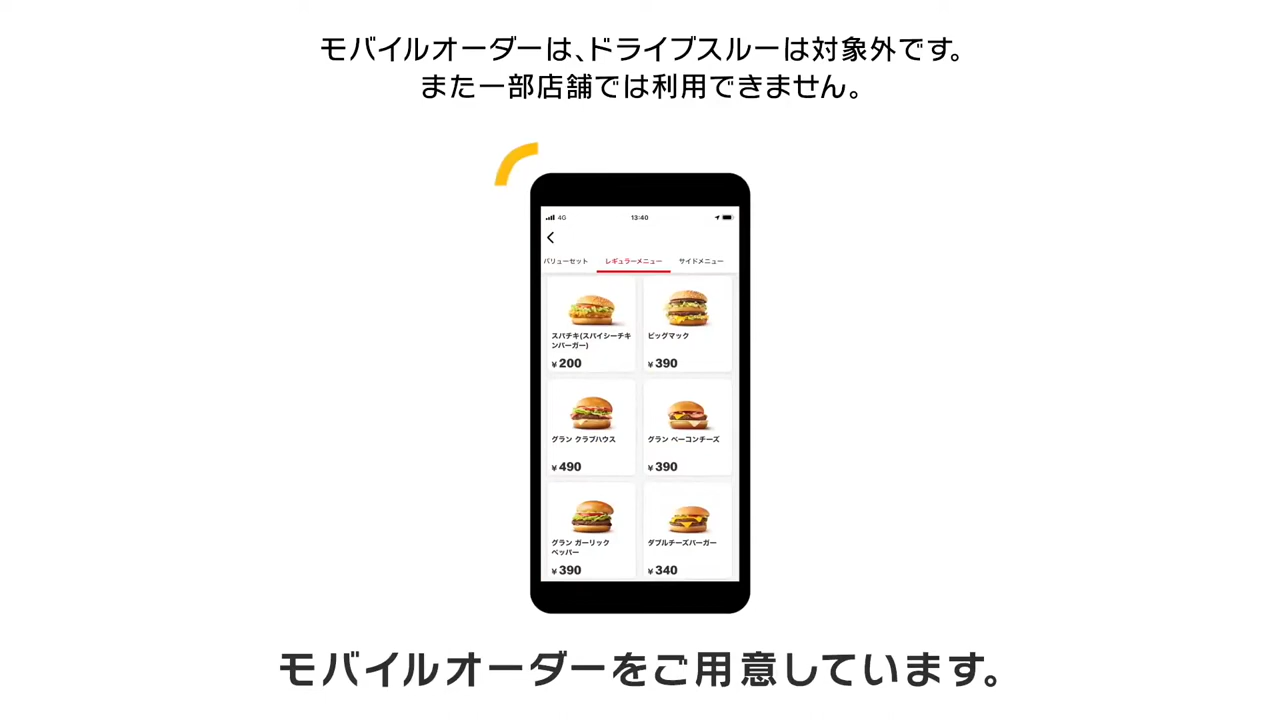 モバイルオーダーは、ドライブスルーは対象外です。
また一部店舗では利用できません。
4G 13:40
バリューセット レギュラーメニュー サイドメニュー
スパチキ(スパイシーチキ
ンバーガー)
¥200
ビッグマック
¥390
グラン クラブハウス
¥490
グラン ベーコンチーズ
¥390
グラン ガーリック
ペッパー
¥390
ダブルチーズバーガー
¥340
モバイルオーダーをご用意しています。